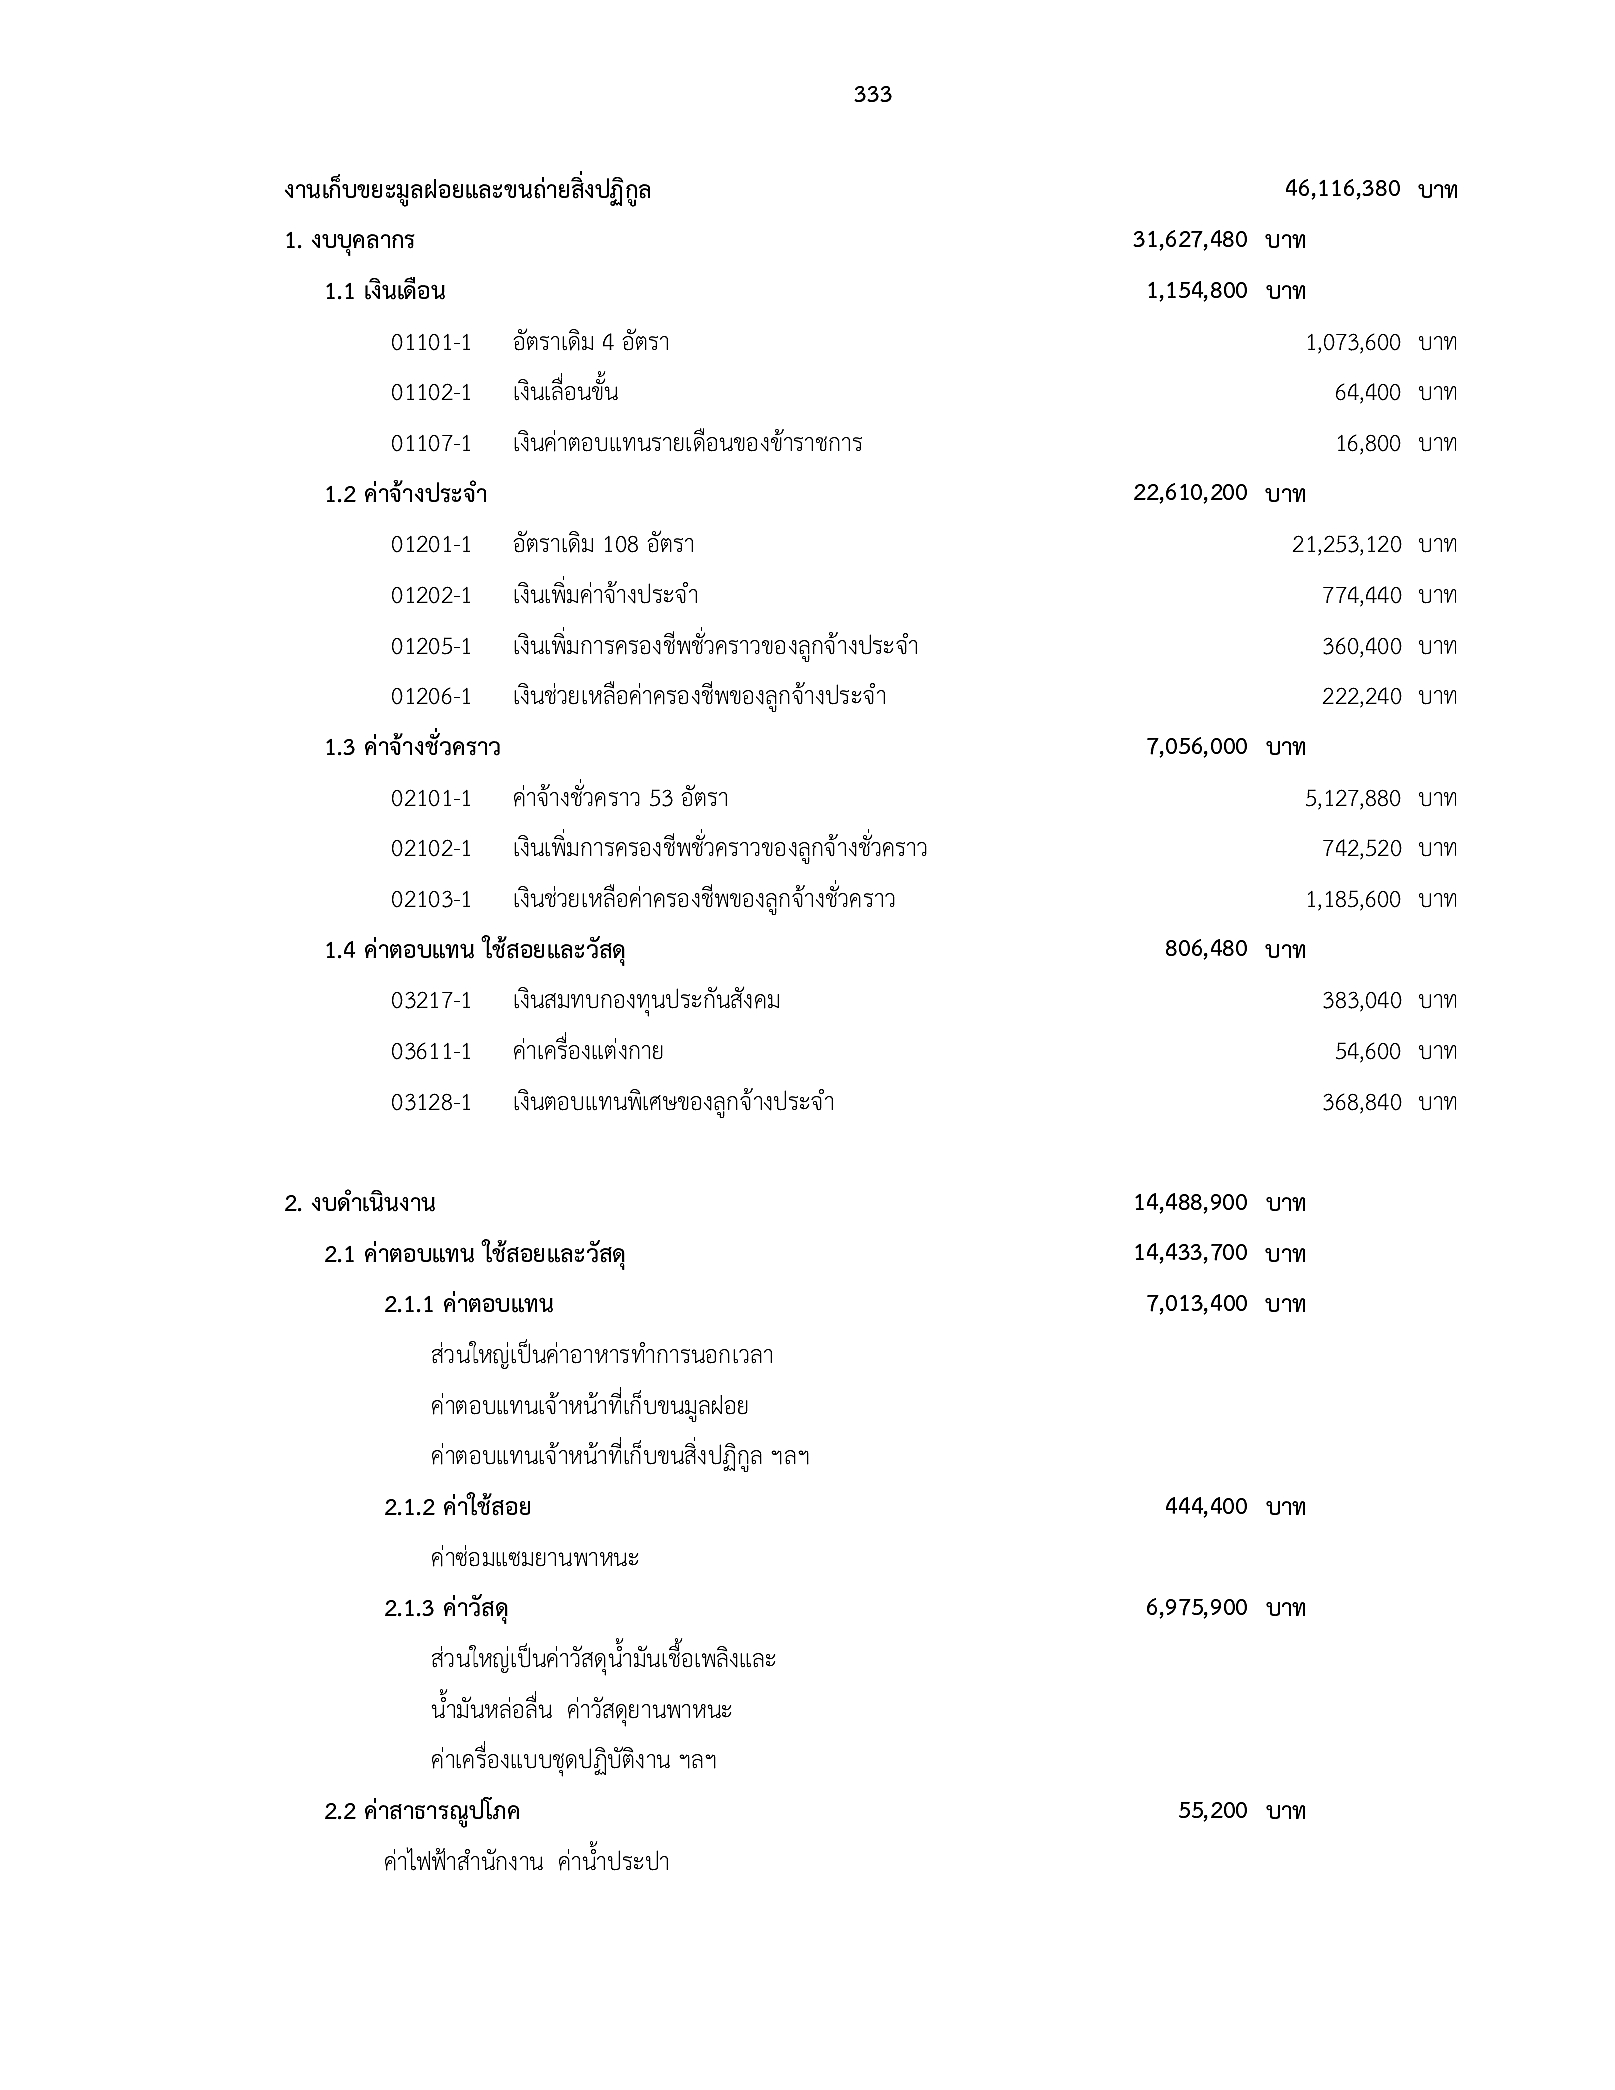 333
งานเก็บขยะมูลฝอยและขนถ่ายสิ่งปฏิกูล 46,116,380 บาท
1. งบบุคลากร 31,627,480 บาท
1.1 เงินเดือน 1,154,800 บาท
01101-1 อัตราเดิม 4 อัตรา 1,073,600 บาท
01102-1 เงินเลื่อนขั้น 64,400 บาท
01107-1 เงินค่าตอบแทนรายเดือนของข้าราชการ 16,800 บาท
1.2 ค่าจ้างประจำ 22,610,200 บาท
01201-1 อัตราเดิม 108 อัตรา 21,253,120 บาท
01202-1 เงินเพิ่มค่าจ้างประจำ 774,440 บาท
01205-1 เงินเพิ่มการครองชีพชั่วคราวของลูกจ้างประจำ 360,400 บาท
01206-1 เงินช่วยเหลือค่าครองชีพของลูกจ้างประจำ 222,240 บาท
1.3 ค่าจ้างชั่วคราว 7,056,000 บาท
02101-1 ค่าจ้างชั่วคราว 53 อัตรา 5,127,880 บาท
02102-1 เงินเพิ่มการครองชีพชั่วคราวของลูกจ้างชั่วคราว 742,520 บาท
02103-1 เงินช่วยเหลือค่าครองชีพของลูกจ้างชั่วคราว 1,185,600 บาท
1.4 ค่าตอบแทน ใช้สอยและวัสดุ 806,480 บาท
03217-1 เงินสมทบกองทุนประกันสังคม 383,040 บาท
03611-1 ค่าเครื่องแต่งกาย 54,600 บาท
03128-1 เงินตอบแทนพิเศษของลูกจ้างประจำ 368,840 บาท
2. งบดำเนินงาน 14,488,900 บาท
2.1 ค่าตอบแทน ใช้สอยและวัสดุ 14,433,700 บาท
2.1.1 ค่าตอบแทน 7,013,400 บาท
ส่วนใหญ่เป็นค่าอาหารทำการนอกเวลา
ค่าตอบแทนเจ้าหน้าที่เก็บขนมูลฝอย
ค่าตอบแทนเจ้าหน้าที่เก็บขนสิ่งปฏิกูล ฯลฯ
2.1.2 ค่าใช้สอย 444,400 บาท
ค่าซ่อมแซมยานพาหนะ
2.1.3 ค่าวัสดุ 6,975,900 บาท
ส่วนใหญ่เป็นค่าวัสดุน้ำมันเชื้อเพลิงและ
น้ำมันหล่อลื่น ค่าวัสดุยานพาหนะ
ค่าเครื่องแบบชุดปฏิบัติงาน ฯลฯ
2.2 ค่าสาธารณูปโภค 55,200 บาท
ค่าไฟฟ้าสำนักงาน ค่าน้ำประปา